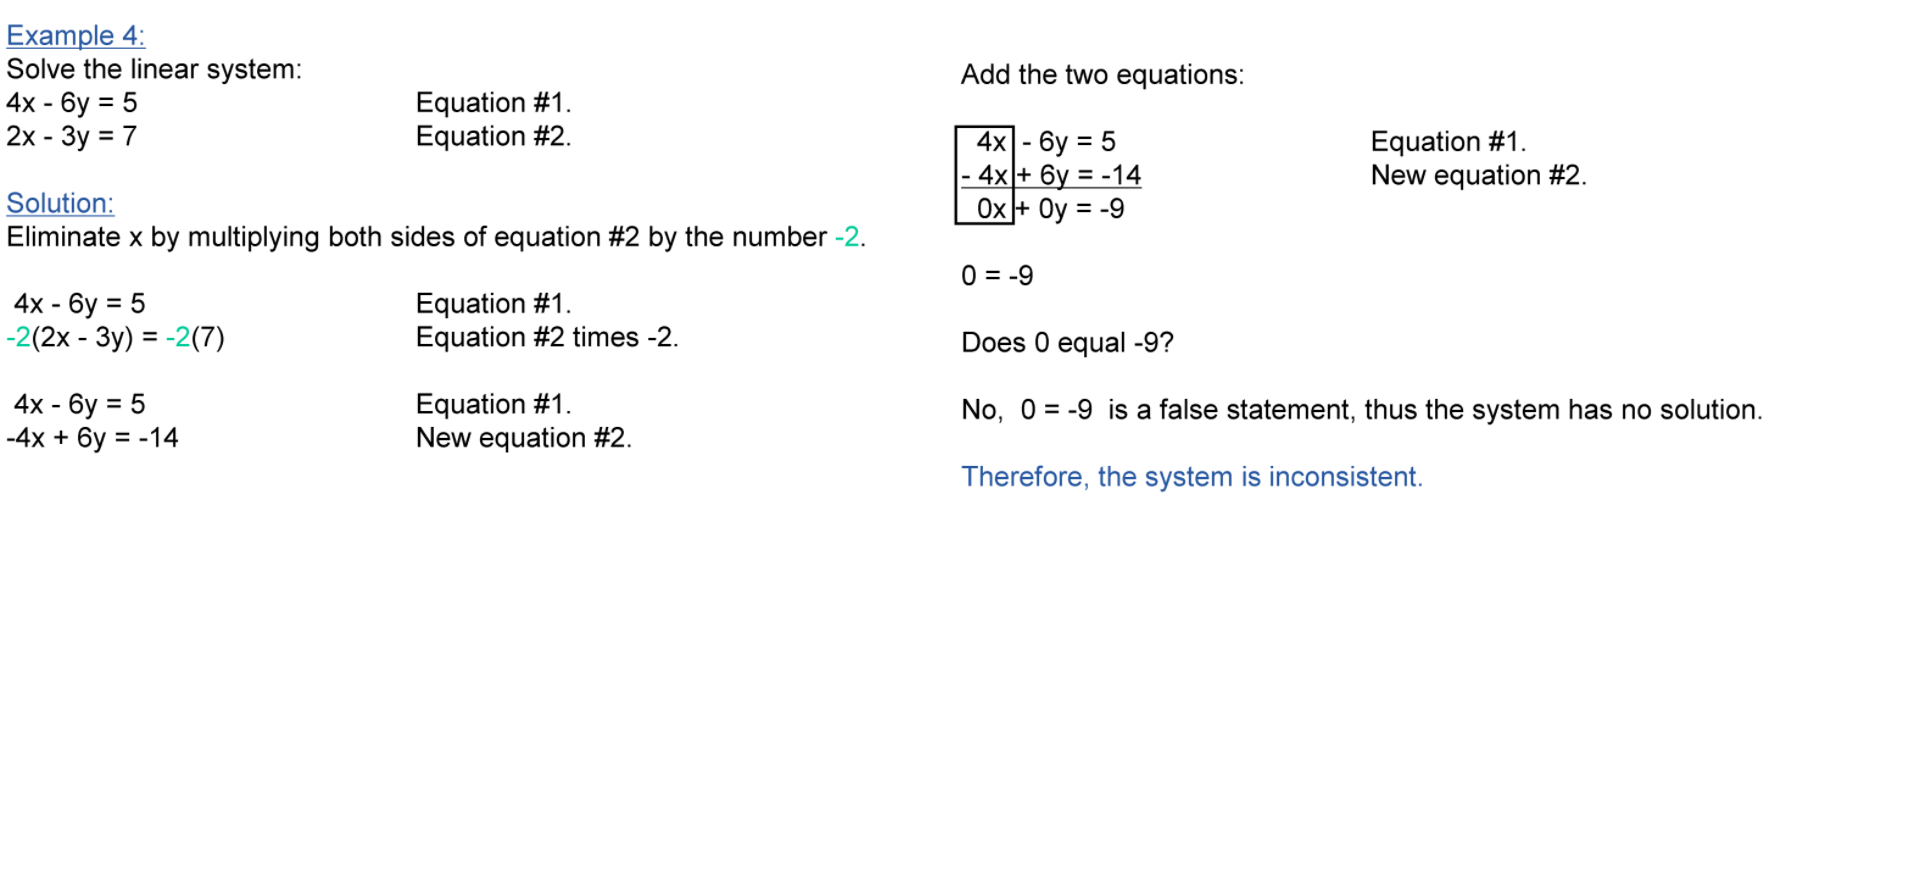 Example 4:
Solve the linear system:
4x - 6y = 5 Equation #1.
2x - 3y = 7 Equation #2.
Solution:
Eliminate x by multiplying both sides of equation #2 by the number -2.
4x - 6y = 5 Equation #1.
-2(2x - 3y) = -2(7) Equation #2 times -2.
4x - 6y = 5 Equation #1.
-4x + 6y = -14 New equation #2.
Add the two equations:
4x - 6y = 5 Equation #1.
- 4x + 6y = -14 New equation #2.
0x + 0y = -9
0 = -9
Does 0 equal -9?
No, 0 = -9 is a false statement, thus the system has no solution.
Therefore, the system is inconsistent.